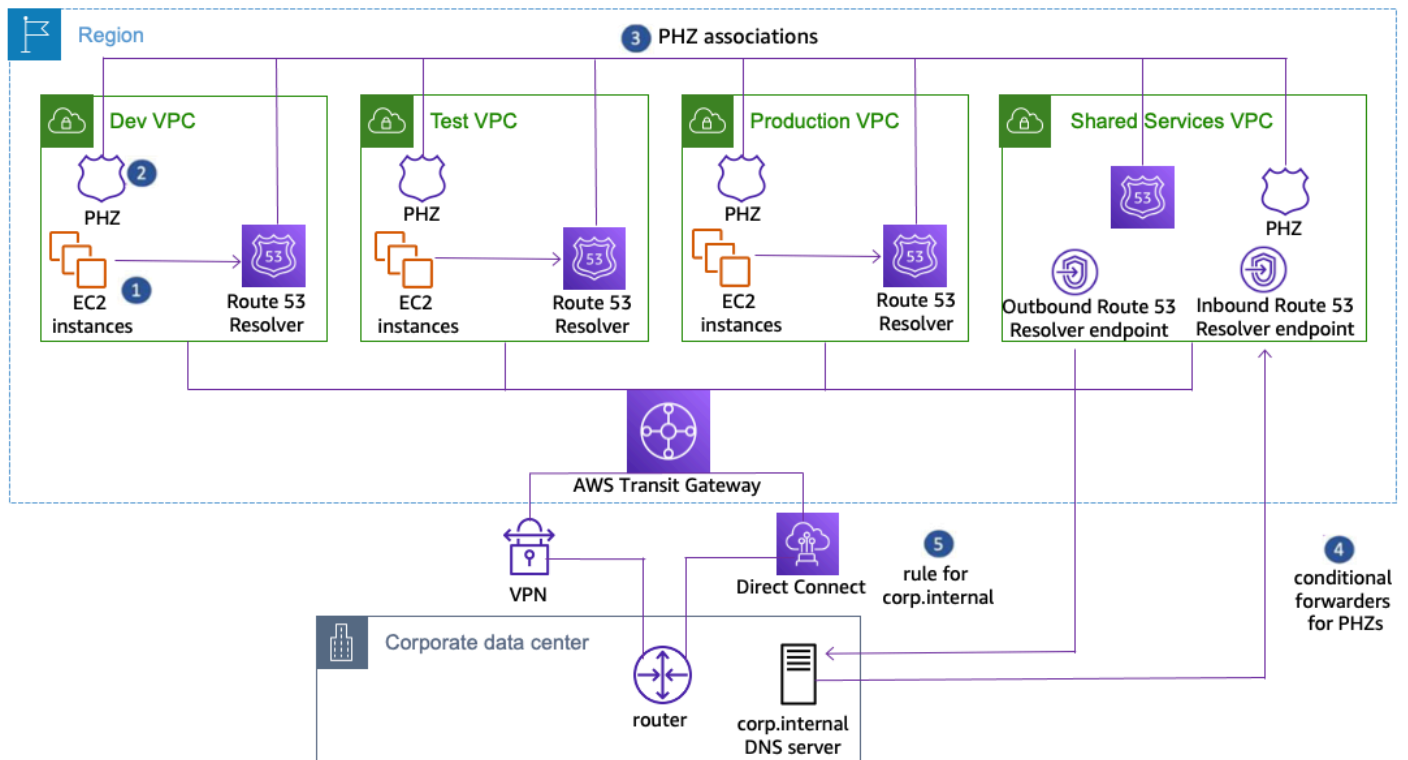 Region
3 PHZ associations
Dev VPC
Test VPC
Production VPC
Shared Services VPC
2
PHZ
PHZ
PHZ
PHZ
53
53
53
53
1
EC2
instances
Route 53
Resolver
EC2
instances
Route 53
Resolver
EC2
instances
Route 53
Resolver
Outbound Route 53
Resolver endpoint
Inbound Route 53
Resolver endpoint
AWS Transit Gateway
VPN
Direct Connect
5
rule for
corp.internal
4
conditional
forwarders
for PHZs
Corporate data center
router
corp.internal
DNS server